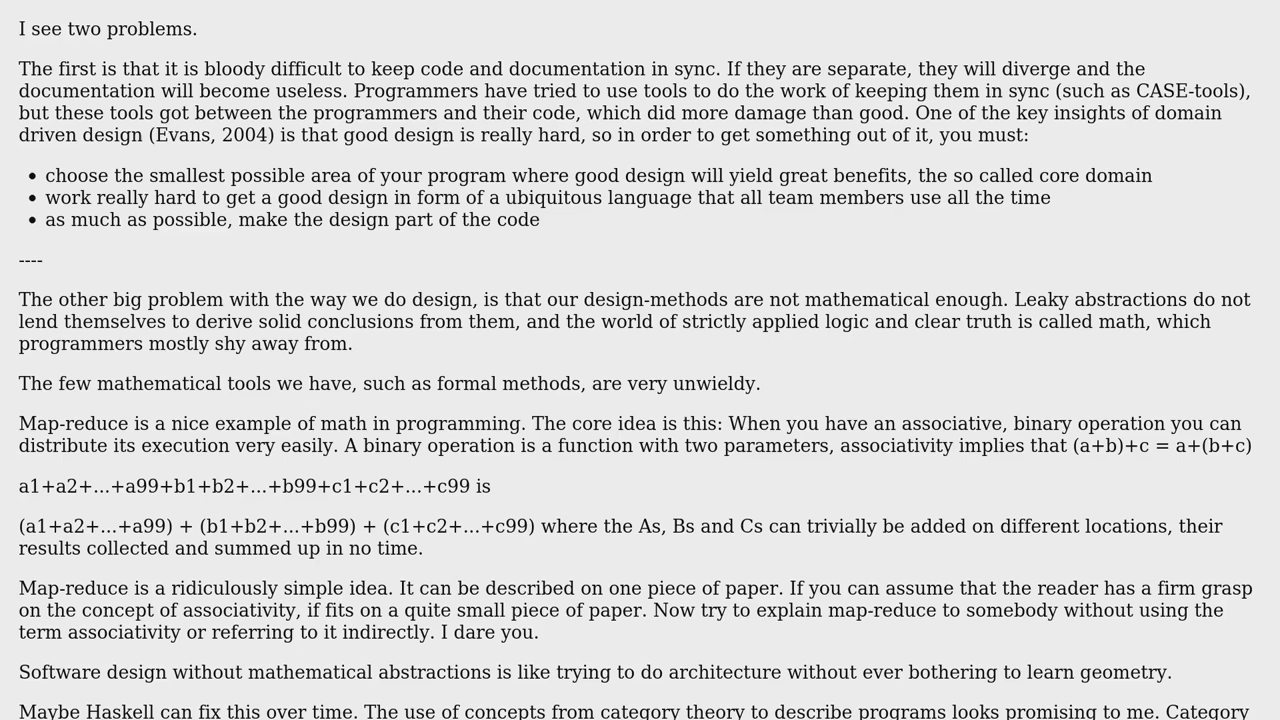 I see two problems.
The first is that it is bloody difficult to keep code and documentation in sync. If they are separate, they will diverge and the
documentation will become useless. Programmers have tried to use tools to do the work of keeping them in sync (such as CASE-tools),
but these tools got between the programmers and their code, which did more damage than good. One of the key insights of domain
driven design (Evans, 2004) is that good design is really hard, so in order to get something out of it, you must:
• choose the smallest possible area of your program where good design will yield great benefits, the so called core domain
• work really hard to get a good design in form of a ubiquitous language that all team members use all the time
• as much as possible, make the design part of the code
----
The other big problem with the way we do design, is that our design-methods are not mathematical enough. Leaky abstractions do not
lend themselves to derive solid conclusions from them, and the world of strictly applied logic and clear truth is called math, which
programmers mostly shy away from.
The few mathematical tools we have, such as formal methods, are very unwieldy.
Map-reduce is a nice example of math in programming. The core idea is this: When you have an associative, binary operation you can
distribute its execution very easily. A binary operation is a function with two parameters, associativity implies that (a+b)+c = a+(b+c)
a1+a2+...+a99+b1+b2+...+b99+c1+c2+...+c99 is
(a1+a2+...+a99) + (b1+b2+...+b99) + (c1+c2+...+c99) where the As, Bs and Cs can trivially be added on different locations, their
results collected and summed up in no time.
Map-reduce is a ridiculously simple idea. It can be described on one piece of paper. If you can assume that the reader has a firm grasp
on the concept of associativity, if fits on a quite small piece of paper. Now try to explain map-reduce to somebody without using the
term associativity or referring to it indirectly. I dare you.
Software design without mathematical abstractions is like trying to do architecture without ever bothering to learn geometry.
Maybe Haskell can fix this over time. The use of concepts from category theory to describe programs looks promising to me. Category